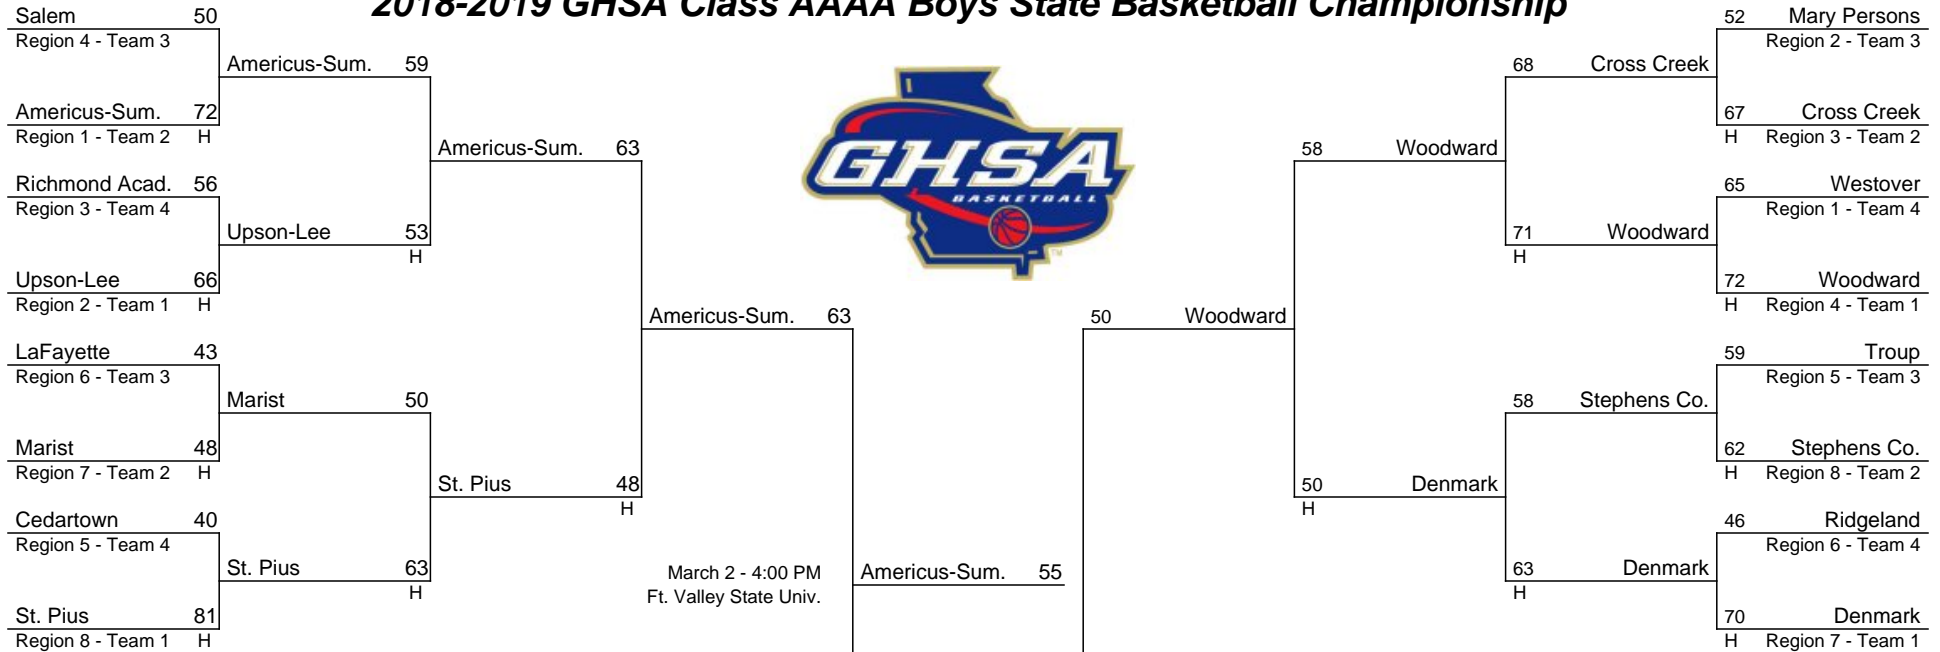 2018-2019 GHSA Class AAAA Boys State Basketball Championship
Salem 50
Region 4 - Team 3
Americus-Sum. 59
Americus-Sum. 72
Region 1 - Team 2 H
Americus-Sum. 63
Richmond Acad. 56
Region 3 - Team 4
Upson-Lee 53
H
Upson-Lee 66
Region 2 - Team 1 H
Americus-Sum. 63
LaFayette 43
Region 6 - Team 3
Marist 50
Marist 48
Region 7 - Team 2 H
St. Pius 48
H
Cedartown 40
Region 5 - Team 4
St. Pius 63
H
St. Pius 81
Region 8 - Team 1 H
March 2 - 4:00 PM
Ft. Valley State Univ.
Americus-Sum. 55
GHSA
BASKETBALL
TM
52 Mary Persons
Region 2 - Team 3
68 Cross Creek
67 Cross Creek
H Region 3 - Team 2
58 Woodward
65 Westover
Region 1 - Team 4
71 Woodward
H
72 Woodward
H Region 4 - Team 1
50 Woodward
59 Troup
Region 5 - Team 3
58 Stephens Co.
62 Stephens Co.
H Region 8 - Team 2
50 Denmark
H
46 Ridgeland
Region 6 - Team 4
63 Denmark
H
70 Denmark
H Region 7 - Team 1